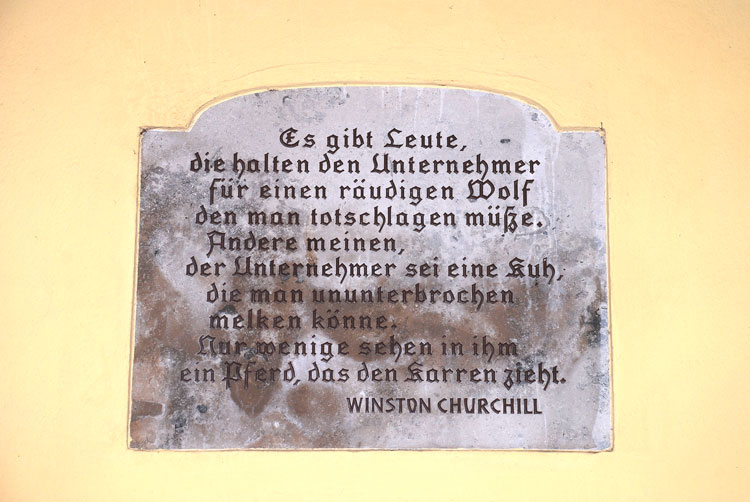 Es gibt Leute,
die halten den Unternehmer
für einen räudigen Wolf
den man totschlagen müße.
Andere meinen,
der Unternehmer sei eine Kuh,
die man ununterbrochen
melken könne.
Nur wenige sehen in ihm
ein Pferd, das den Karren zieht.
WINSTON CHURCHILL